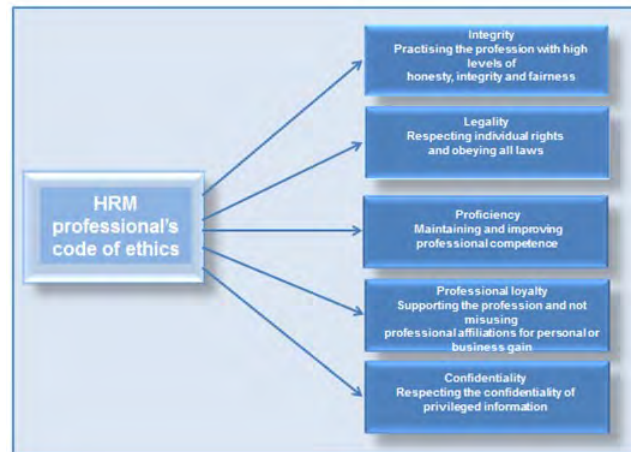 HRM
professional's
code of ethics
Integrity
Practising the profession with high
levels of
honesty, integrity and fairness
Legality
Respecting individual rights
and obeying all laws
Proficiency
Maintaining and improving
professional competence
Professional loyalty
Supporting the profession and not
misusing
professional affiliations for personal or
business gain
Confidentiality
Respecting the confidentiality of
privileged information